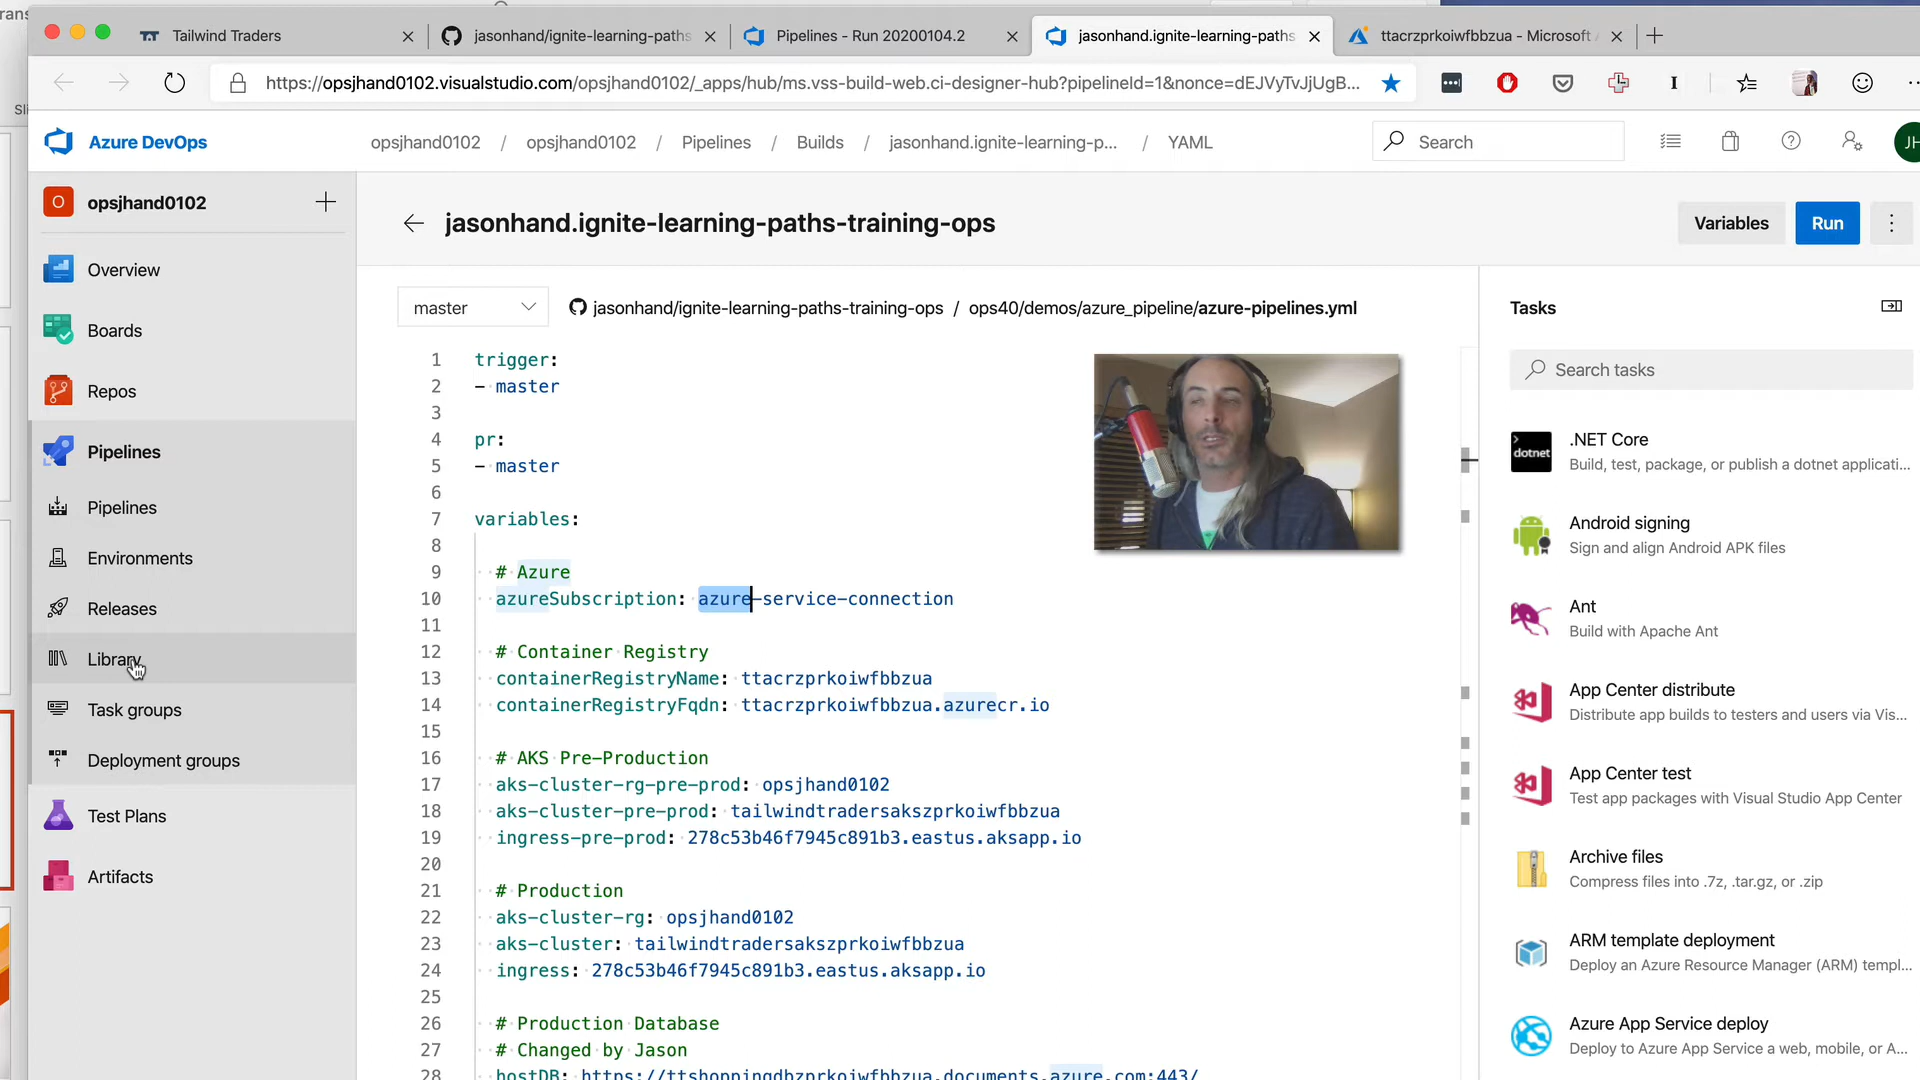 rans
Tailwind Traders
jasonhand/ignite-learning-paths
Pipelines - Run 20200104.2
jasonhand.ignite-learning-paths
ttacrzprkoiwfbbzua - Microsoft A
https://opsjhand0102.visualstudio.com/opsjhand0102/_apps/hub/ms.vss-build-web.ci-designer-hub?pipelineId=1&nonce=dEJVyTvJjUgB...
Sli
Azure DevOps
opsjhand0102 / opsjhand0102 / Pipelines / Builds / jasonhand.ignite-learning-p... / YAML
Search
JH
O opsjhand0102
Overview
Boards
Repos
Pipelines
Pipelines
Environments
Releases
Library
Task groups
Deployment groups
Test Plans
Artifacts
jasonhand.ignite-learning-paths-training-ops
Variables
Run
master
jasonhand/ignite-learning-paths-training-ops / ops40/demos/azure_pipeline/azure-pipelines.yml
1 trigger:
2 - master
3
4 pr:
5 - master
6
7 variables:
8
9 # Azure
10 azureSubscription: azure-service-connection
11
12 # Container Registry
13 containerRegistryName: ttacrzprkoiwfbbzua
14 containerRegistryFqdn: ttacrzprkoiwfbbzua.azurecr.io
15
16 # AKS Pre-Production
17 aks-cluster-rg-pre-prod: opsjhand0102
18 aks-cluster-pre-prod: tailwindtradersakszprkoiwfbbzua
19 ingress-pre-prod: 278c53b46f7945c891b3.eastus.aksapp.io
20
21 # Production
22 aks-cluster-rg: opsjhand0102
23 aks-cluster: tailwindtradersakszprkoiwfbbzua
24 ingress: 278c53b46f7945c891b3.eastus.aksapp.io
25
26 # Production Database
27 # Changed by Jason
28 hostDB: https://ttshoppingdbzprkoiwfbbzua.documents.azure.com:443/
Tasks
Search tasks
dotnet
.NET Core
Build, test, package, or publish a dotnet applicati...
Android signing
Sign and align Android APK files
Ant
Build with Apache Ant
App Center distribute
Distribute app builds to testers and users via Vis...
App Center test
Test app packages with Visual Studio App Center
Archive files
Compress files into .7z, .tar.gz, or .zip
ARM template deployment
Deploy an Azure Resource Manager (ARM) templ...
Azure App Service deploy
Deploy to Azure App Service a web, mobile, or A...